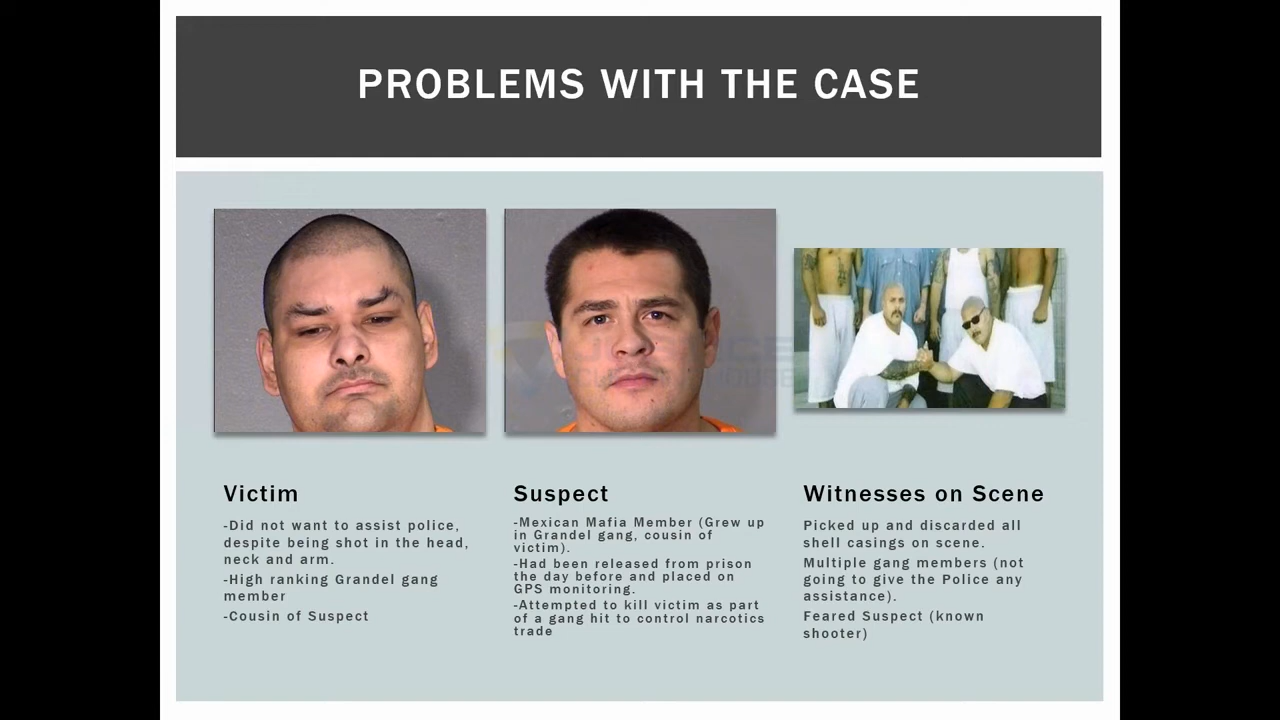 PROBLEMS WITH THE CASE
Victim
-Did not want to assist police,
despite being shot in the head,
neck and arm.
-High ranking Grandel gang
member
-Cousin of Suspect
Suspect
-Mexican Mafia Member (Grew up
in Grandel gang, cousin of
victim).
-Had been released from prison
the day before and placed on
GPS monitoring.
-Attempted to kill victim as part
of a gang hit to control narcotics
trade
Witnesses on Scene
Picked up and discarded all
shell casings on scene.
Multiple gang members (not
going to give the Police any
assistance).
Feared Suspect (known
shooter)